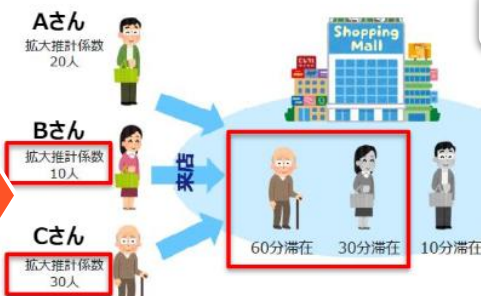 Aさん
拡大推計係数
20人
Bさん
拡大推計係数
10人
Cさん
拡大推計係数
30人
来店
Shopping
Mall
60分滞在
30分滞在
10分滞在